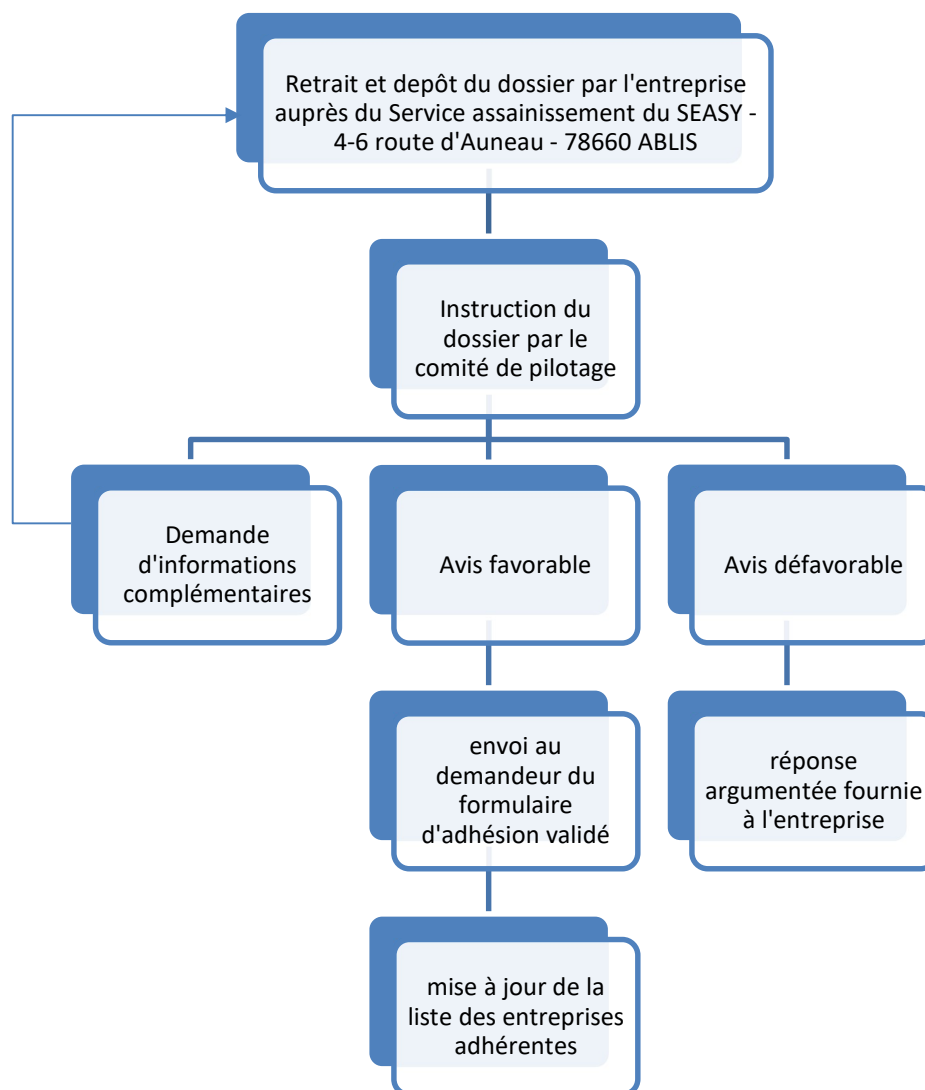 Retrait et depôt du dossier par l'entreprise
auprès du Service assainissement du SEASY -
4-6 route d'Auneau - 78660 ABLIS
Instruction du
dossier par le
comité de pilotage
Demande
d'informations
complémentaires
Avis favorable
Avis défavorable
envoi au
demandeur du
formulaire
d'adhésion validé
réponse
argumentée fournie
à l'entreprise
mise à jour de la
liste des entreprises
adhérentes